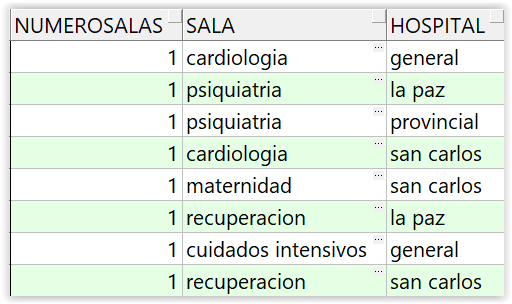 NUMEROSALAS SALA HOSPITAL
1 cardiologia ... general
1 psiquiatria ... la paz
1 psiquiatria ... provincial
1 cardiologia ... san carlos
1 maternidad ... san carlos
1 recuperacion ... la paz
1 cuidados intensivos ... general
1 recuperacion ... san carlos